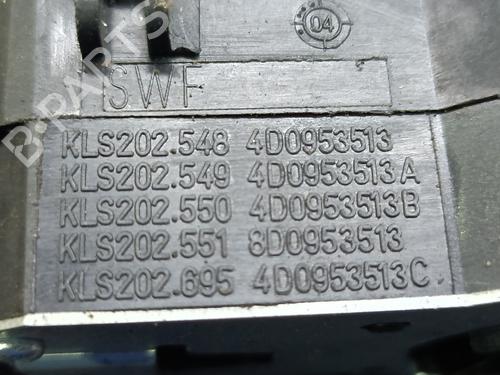 04
SWF
KLS202.548 4D0953513
KLS202.549 4D0953513A
KLS202.550 4D0953513B
KLS202.551 8D0953513
KLS202.695 4D0953513C
B-PARTS